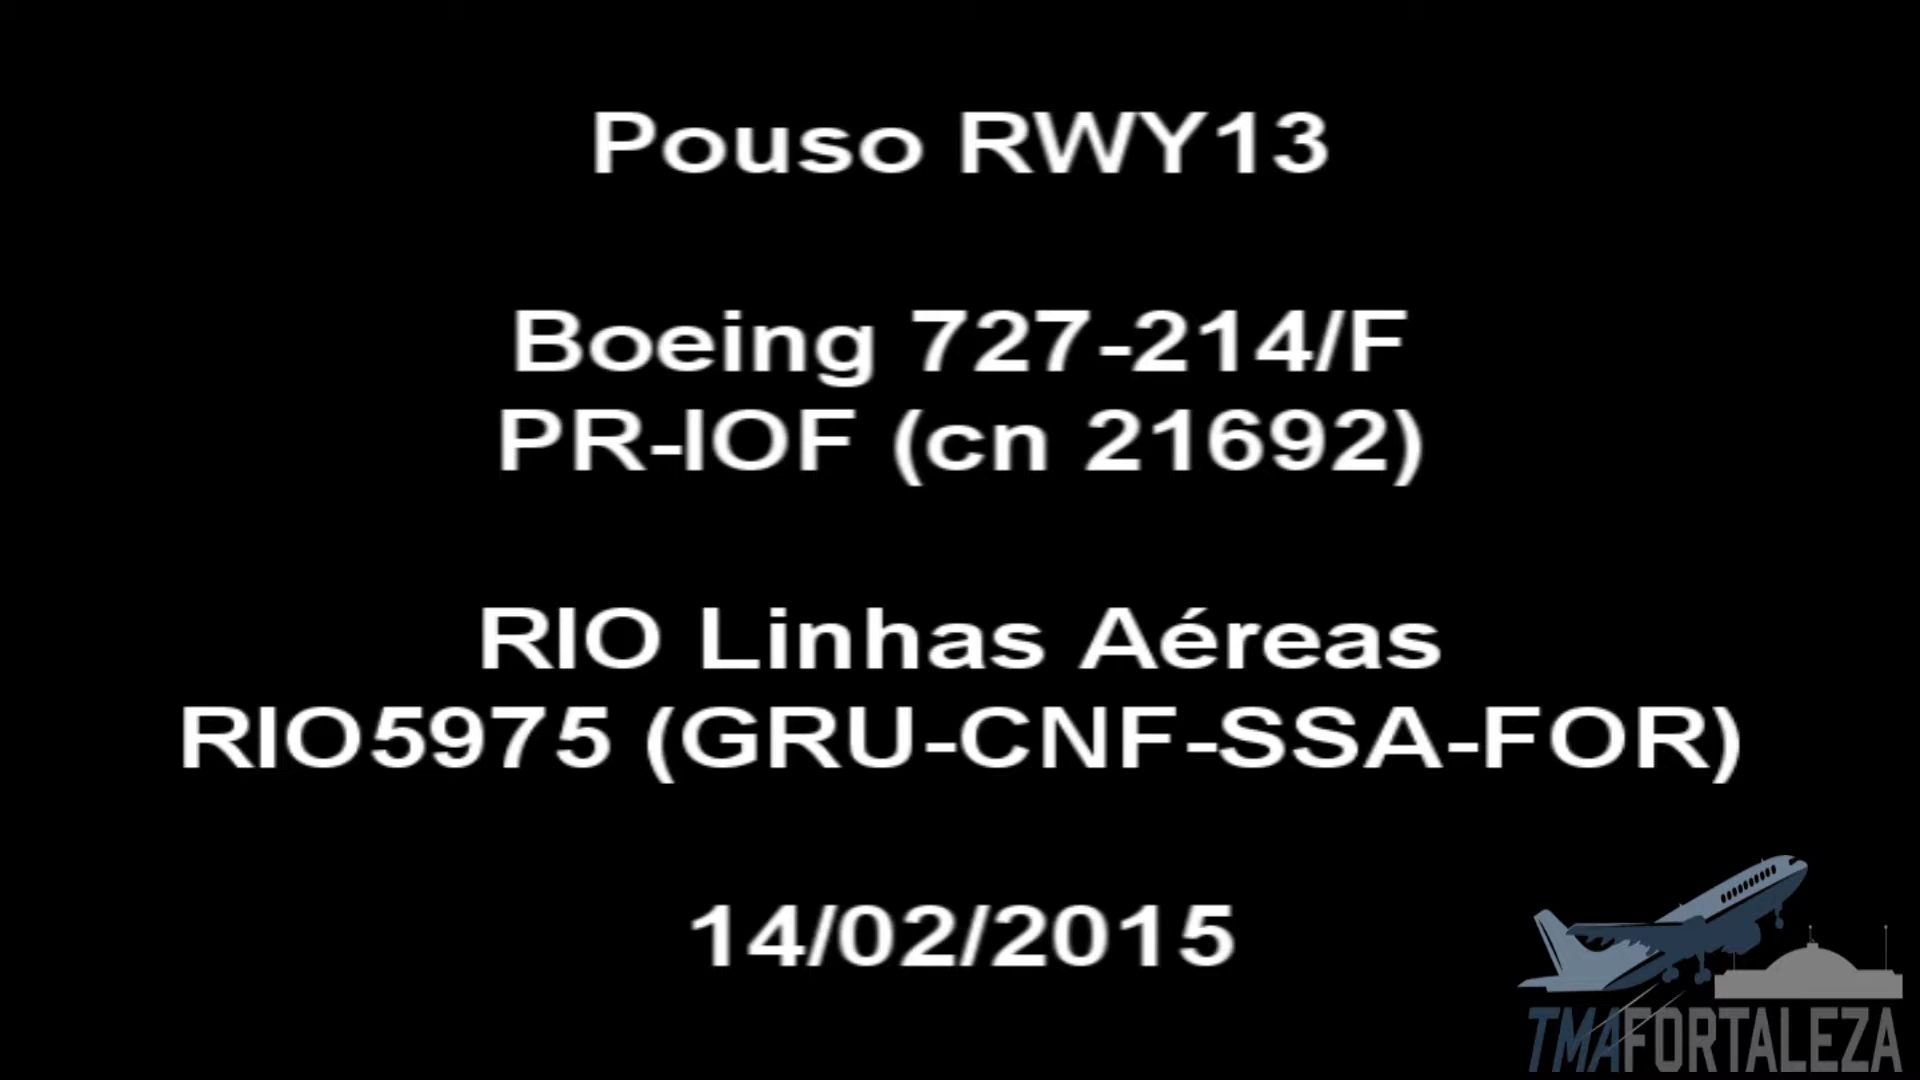 Pouso RWY13
Boeing 727-214/F
PR-IOF (cn 21692)
RIO Linhas Aéreas
RIO5975 (GRU-CNF-SSA-FOR)
14/02/2015
TMAFORTALEZA